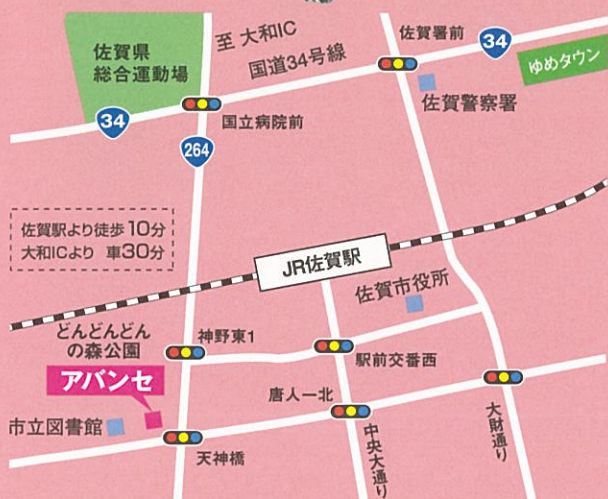 佐賀県
総合運動場
至 大和IC
国道34号線
佐賀署前
34
ゆめタウン
佐賀警察署
34
国立病院前
264
佐賀駅より徒歩10分
大和ICより 車30分
JR佐賀駅
佐賀市役所
どんどんどん
の森公園
神野東1
駅前交番西
アバンセ
唐人一北
市立図書館
天神橋
中央大通り
大財通り